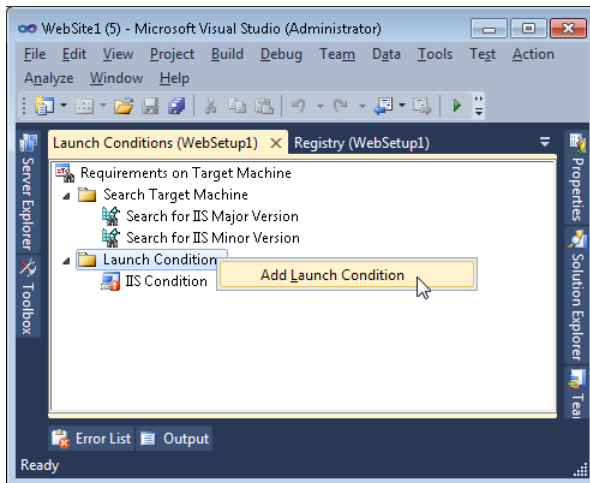 WebSite1 (5) - Microsoft Visual Studio (Administrator)
File Edit View Project Build Debug Team Data Tools Test Action
Analyze Window Help
Launch Conditions (WebSetup1) Registry (WebSetup1)
Requirements on Target Machine
Search Target Machine
Search for IIS Major Version
Search for IIS Minor Version
Launch Condition
Add Launch Condition
IIS Condition
Server Explorer
Toolbox
Properties
Solution Explorer
Tea
Error List Output
Ready